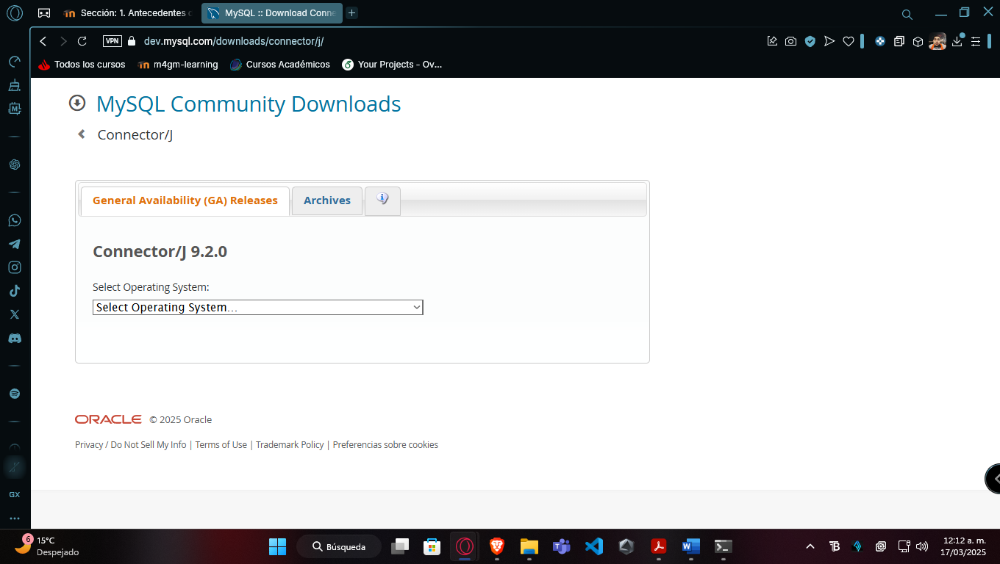 Sección: 1. Antecedentes
MySQL :: Download Conne
VPN
dev.mysql.com/downloads/connector/j/
Todos los cursos
m4gm-learning
Cursos Académicos
Your Projects - Ov...
MySQL Community Downloads
Connector/J
General Availability (GA) Releases
Archives
Connector/J 9.2.0
Select Operating System:
Select Operating System...
ORACLE © 2025 Oracle
Privacy / Do Not Sell My Info | Terms of Use | Trademark Policy | Preferencias sobre cookies
GX
6
15°C
Despejado
Búsqueda
12:12 a. m.
17/03/2025